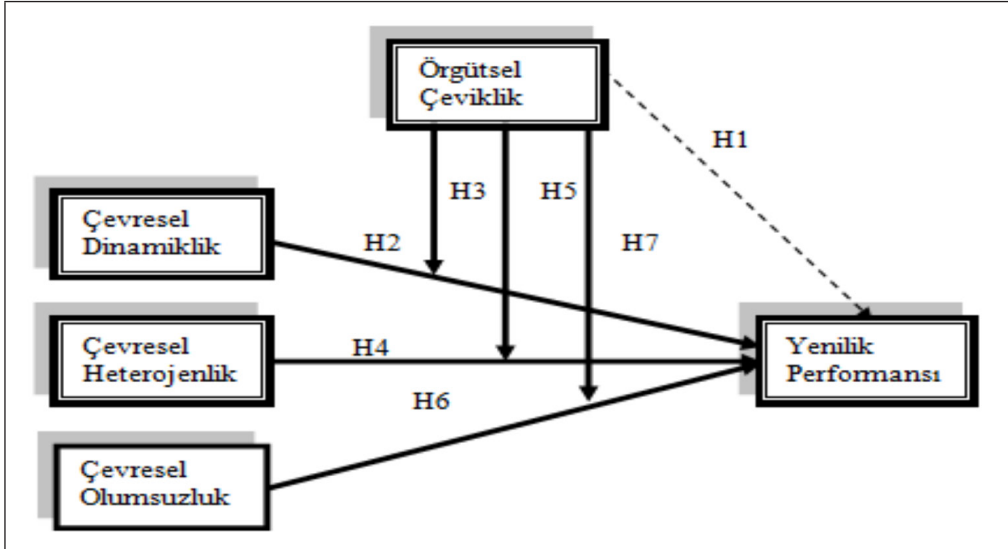 Örgütsel
Çeviklik
H1
H3
H5
Çevresel
Dinamiklik
H2
H7
Çevresel
Heterojenlik
H4
Yenilik
Performansı
H6
Çevresel
Olumsuzluk